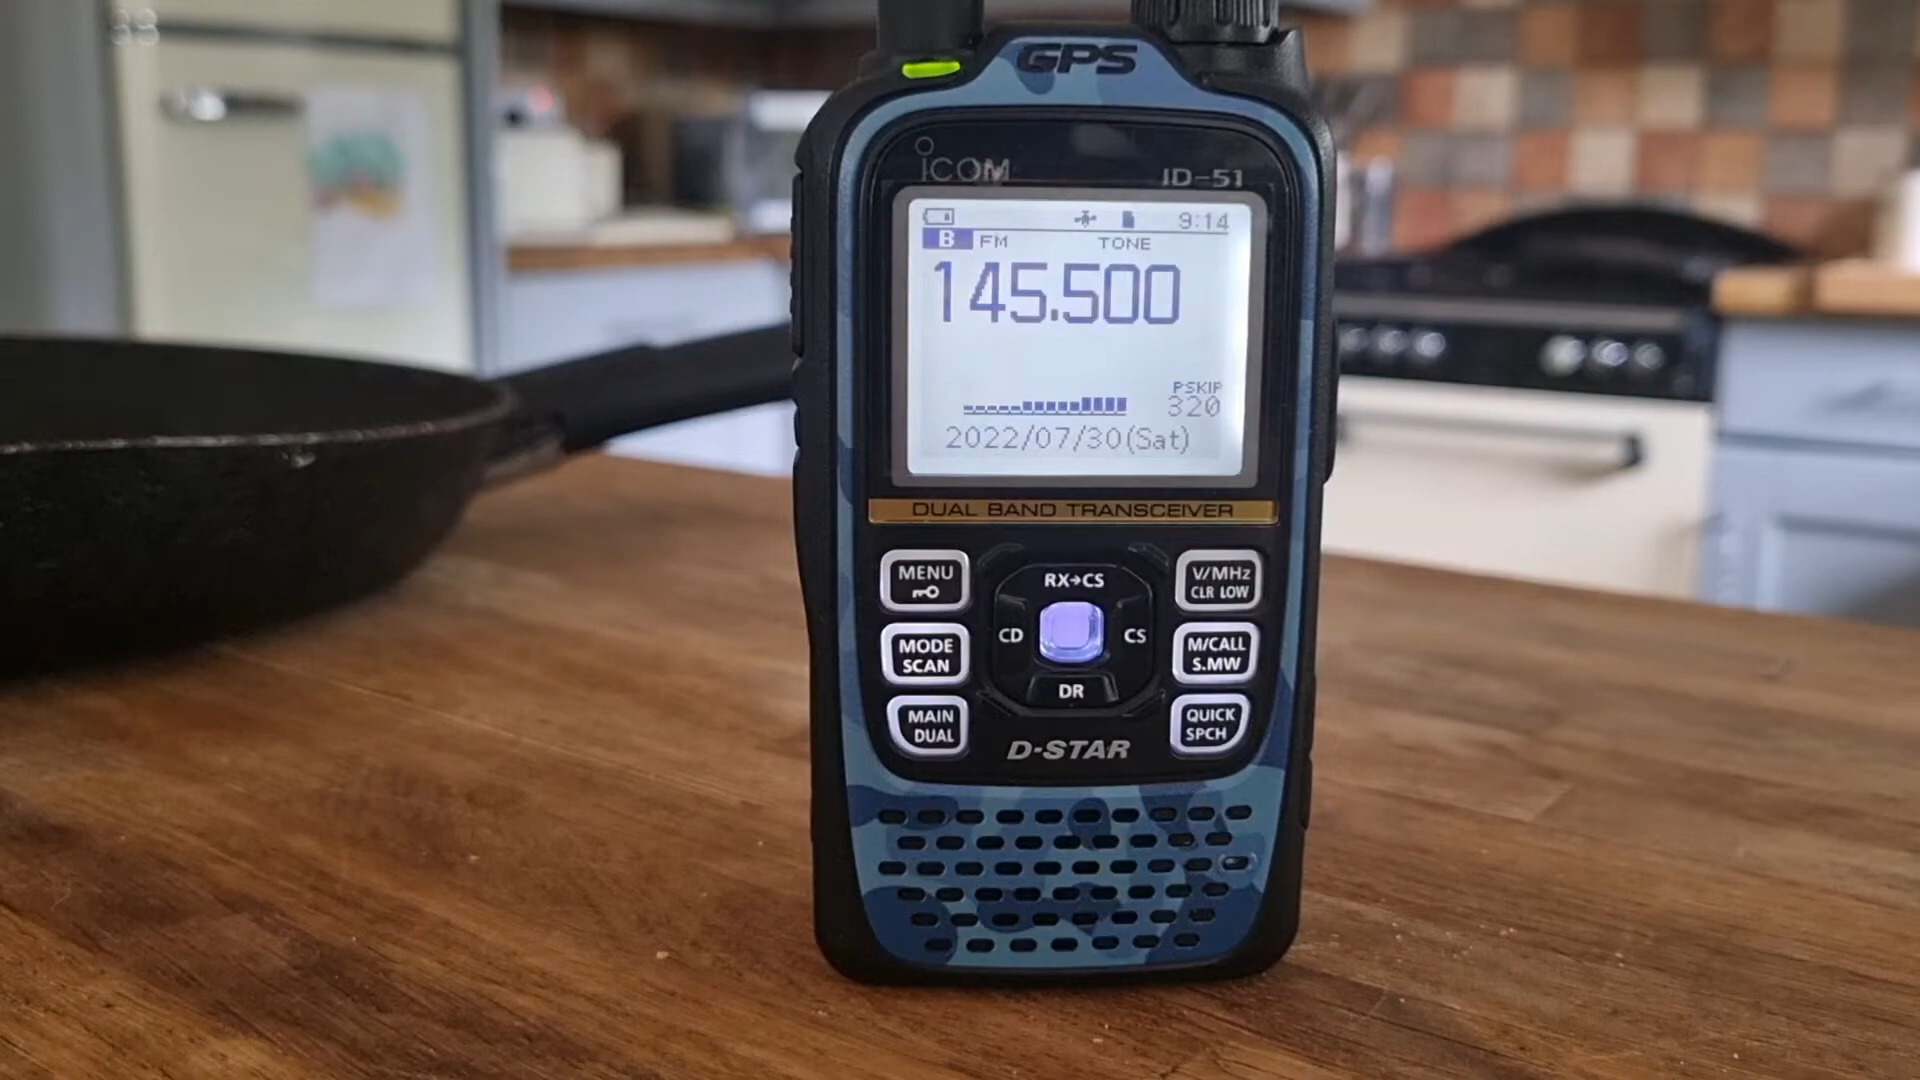 GPS
ICOM ID-51
9:14
B FM TONE
145.500
PSKIP
320
2022/07/30(Sat)
DUAL BAND TRANSCEIVER
MENU RX→CS V/MHz
CLR LOW
MODE SCAN CD CS M/CALL S.MW
DR
MAIN DUAL QUICK SPCH
D-STAR